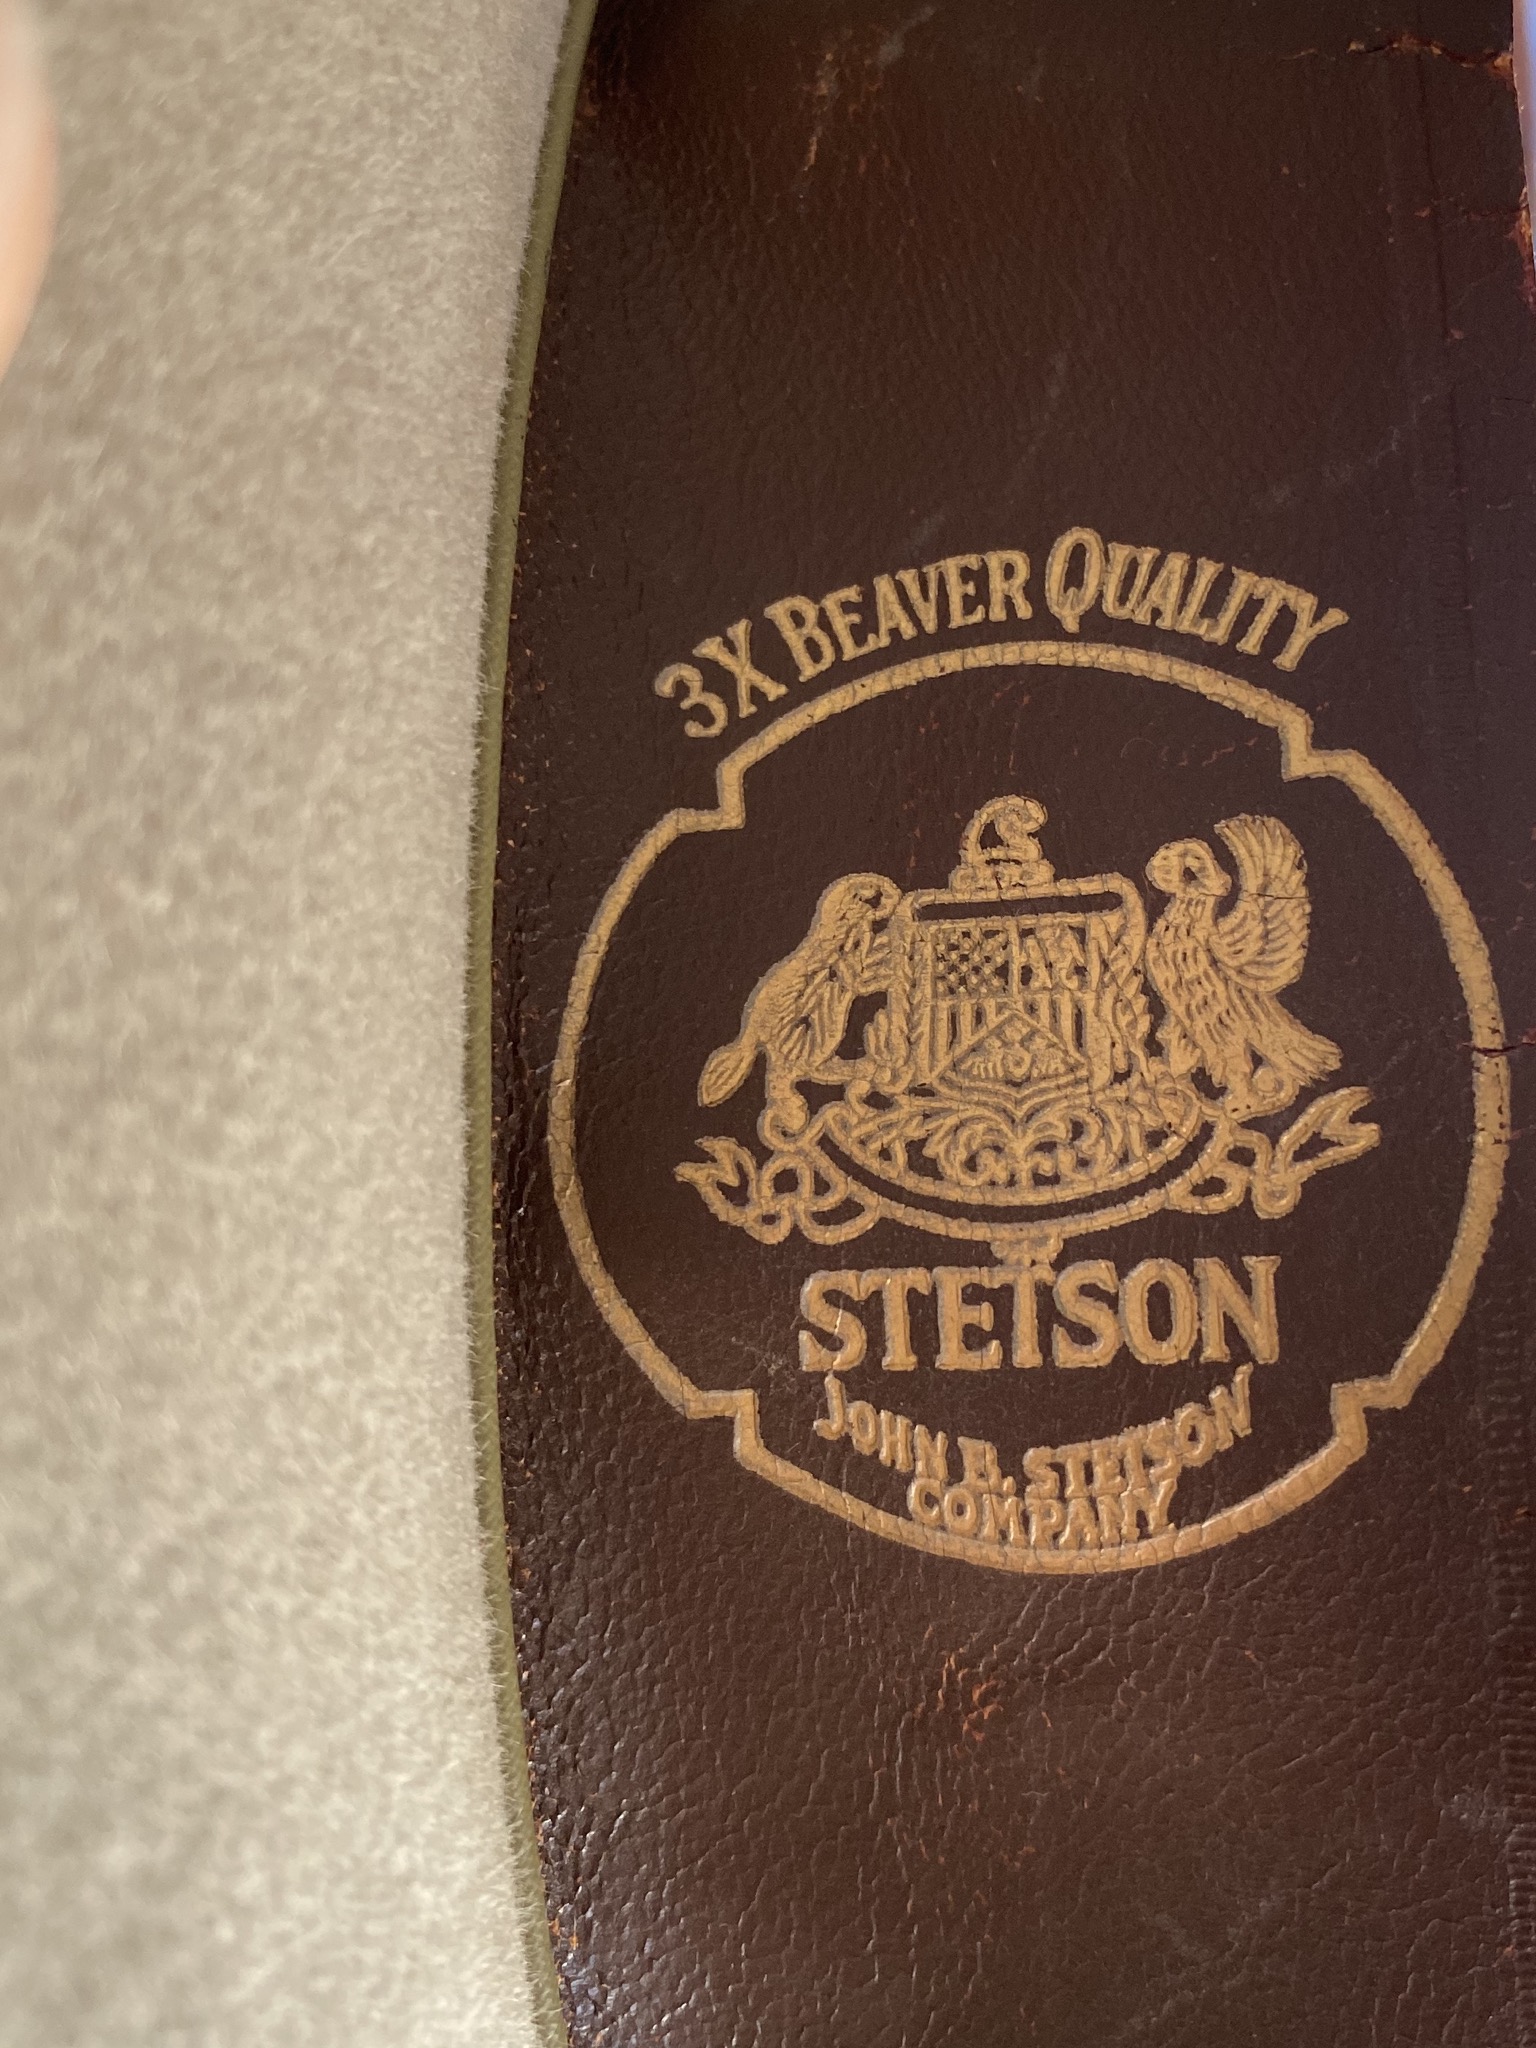 3X BEAVER QUALITY
STETSON
JOHN B. STETSON
COMPANY